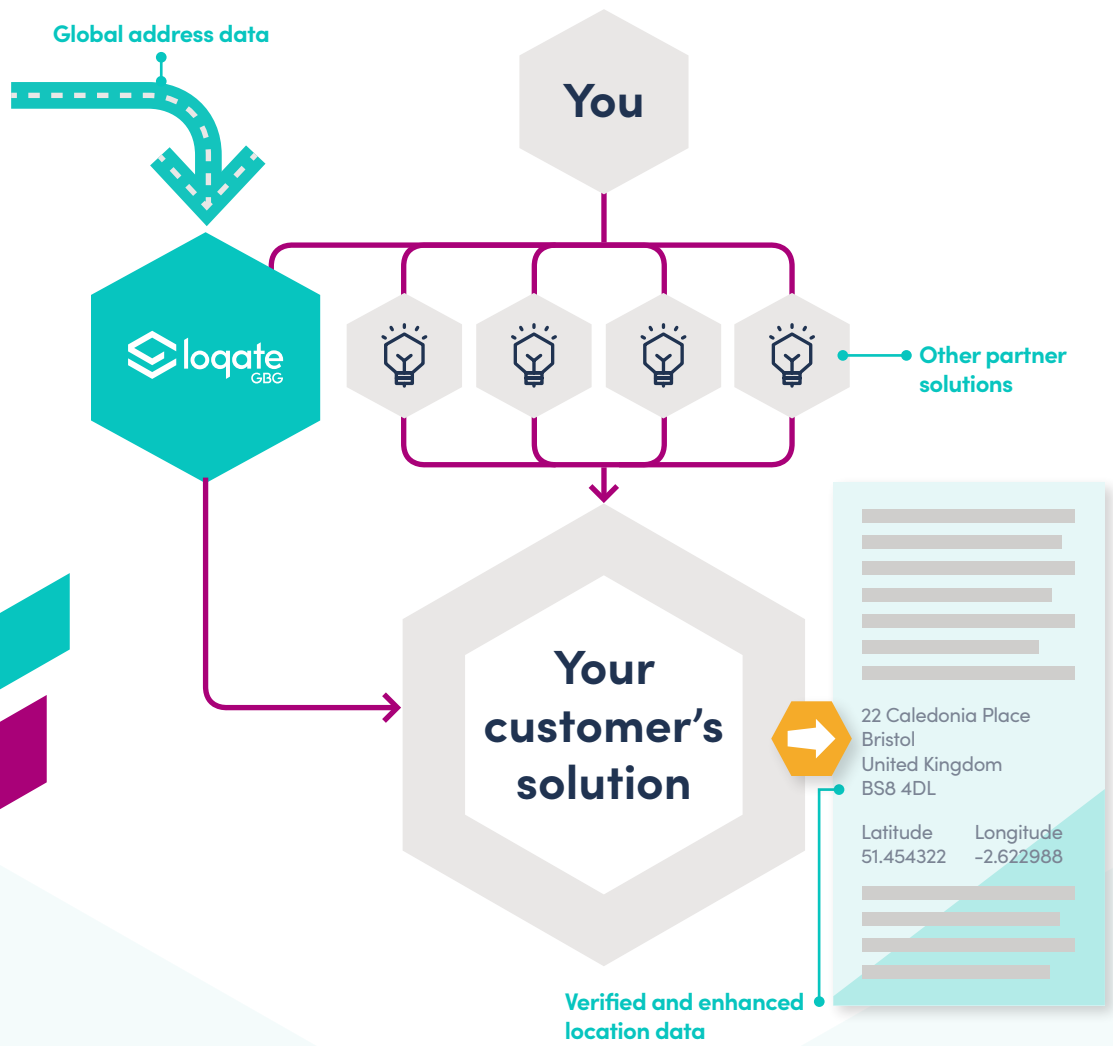 Global address data
You
loqate
GBG
Other partner
solutions
Your
customer's
solution
22 Caledonia Place
Bristol
United Kingdom
BS8 4DL
Latitude Longitude
51.454322 -2.622988
Verified and enhanced
location data